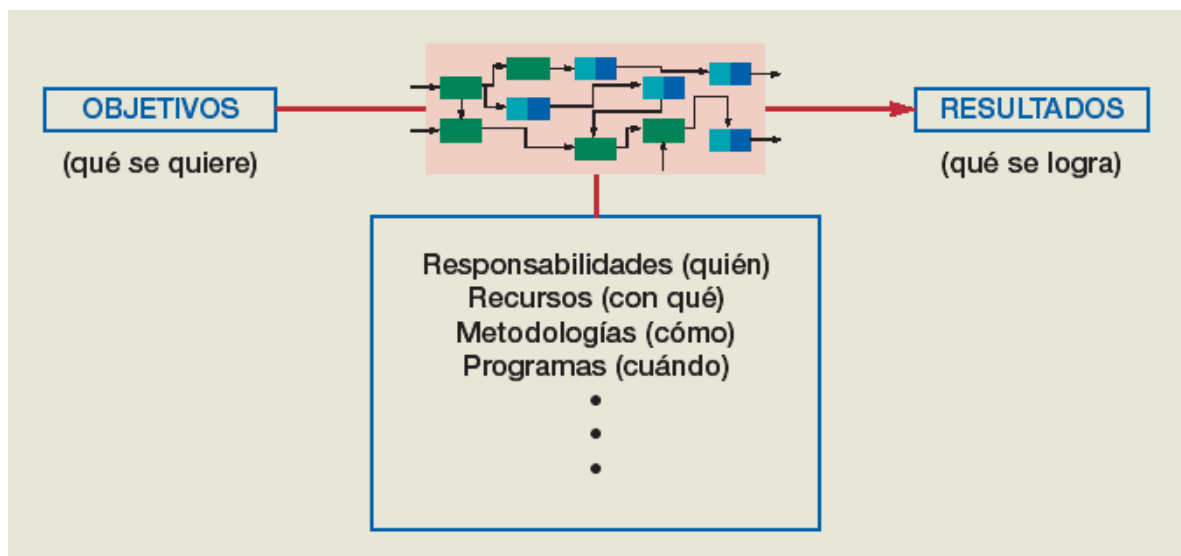 OBJETIVOS
(qué se quiere)
RESULTADOS
(qué se logra)
Responsabilidades (quién)
Recursos (con qué)
Metodologías (cómo)
Programas (cuándo)